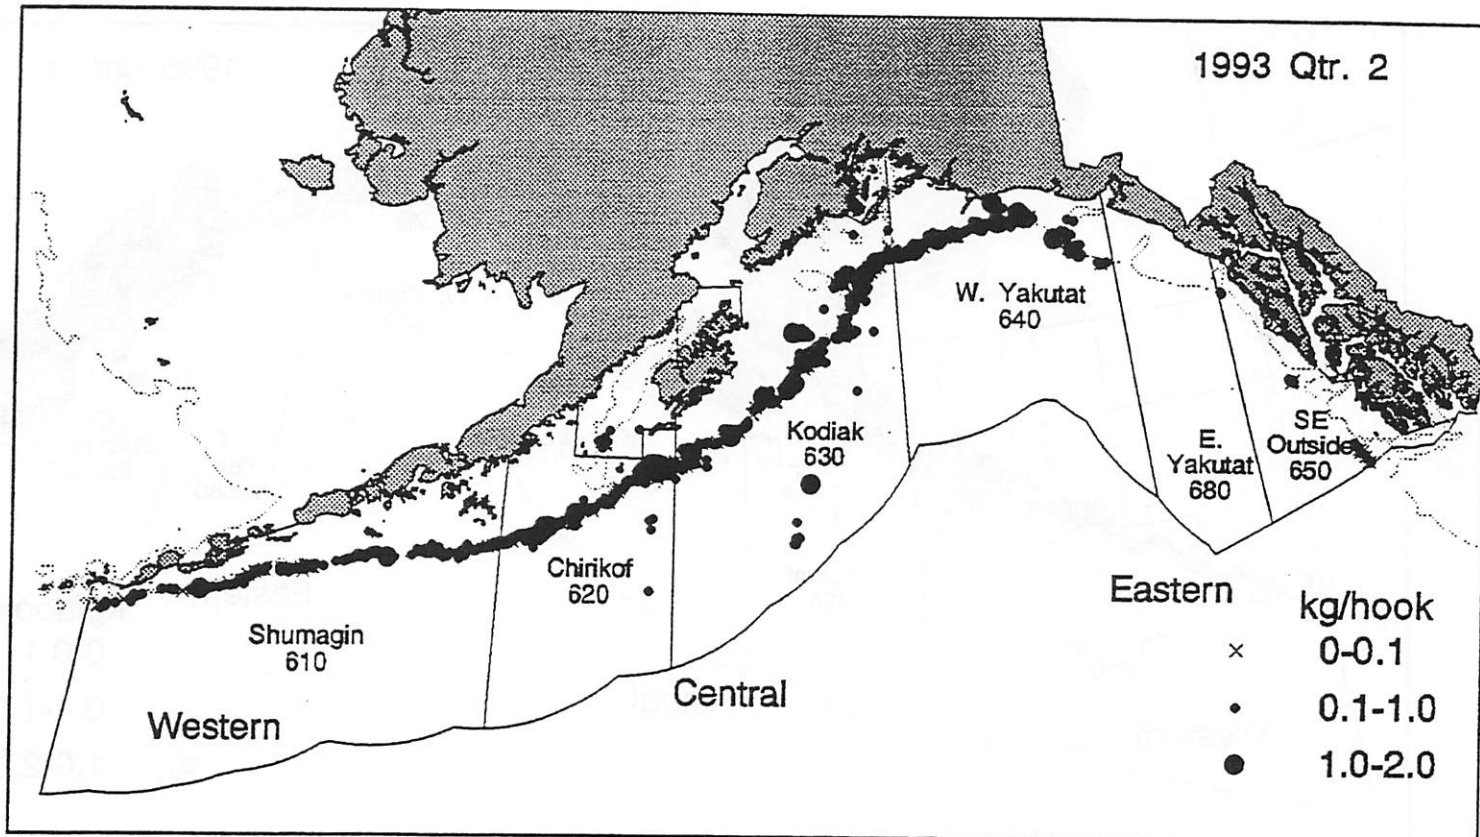 1993 Qtr. 2
W. Yakutat
640
Kodiak
630
SE
Outside
650
E.
Yakutat
680
Chirikof
620
Shumagin
610
Western
Central
Eastern
kg/hook
× 0-0.1
• 0.1-1.0
● 1.0-2.0